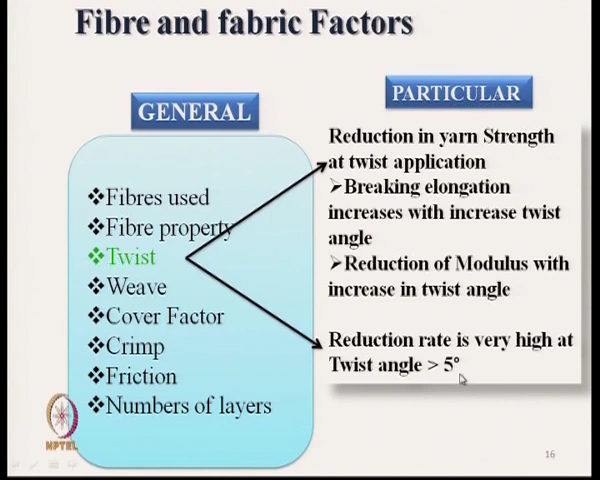 Fibre and fabric Factors
GENERAL
❖Fibres used
❖Fibre property
❖Twist
❖Weave
❖Cover Factor
❖Crimp
❖Friction
❖Numbers of layers
PARTICULAR
Reduction in yarn Strength
at twist application
➢Breaking elongation
increases with increase twist
angle
➢Reduction of Modulus with
increase in twist angle
Reduction rate is very high at
Twist angle > 5°
NPTEL
16